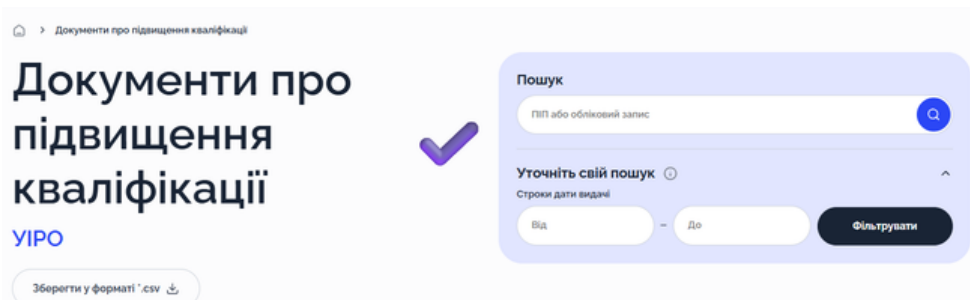 Документи про підвищення кваліфікації
Документи про
підвищення
кваліфікації
УІРО
Зберегти у форматі *.csv
Пошук
ПІП або обліковий запис
Уточніть свій пошук
Строки дати видачі
Від
–
До
Фільтрувати